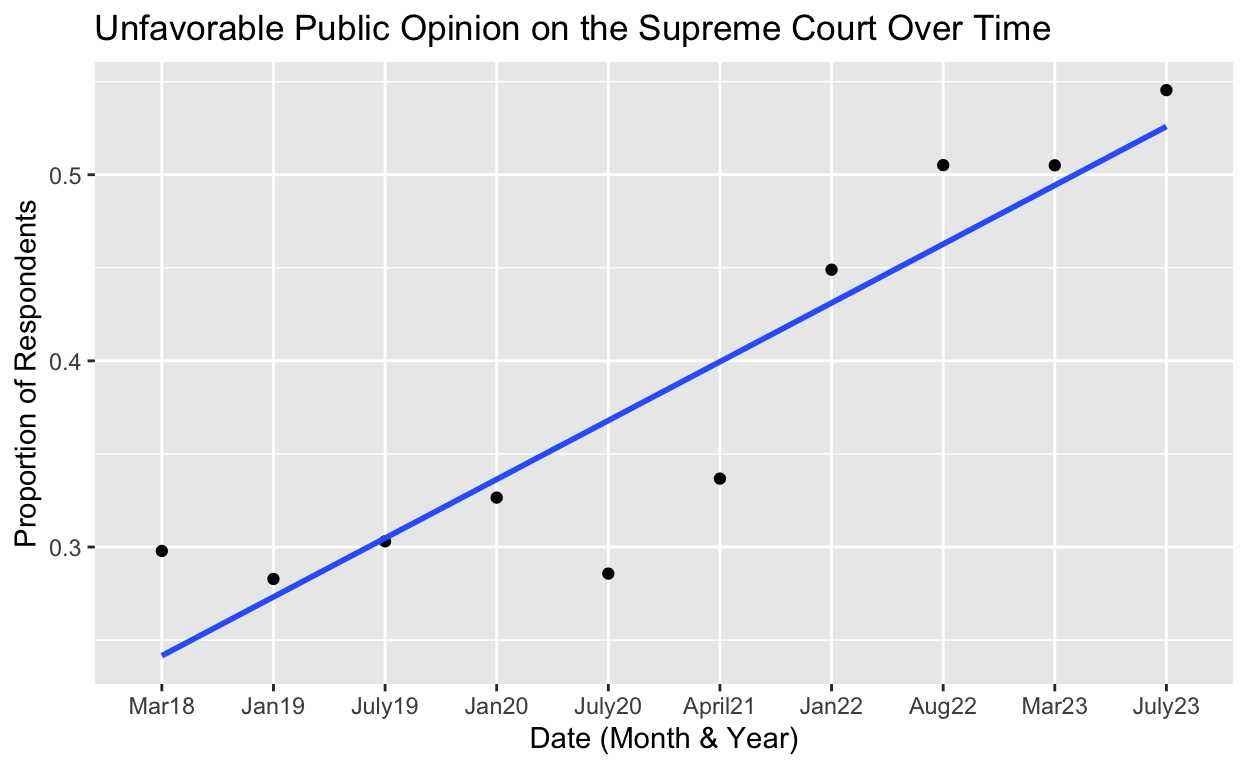 Unfavorable Public Opinion on the Supreme Court Over Time
Proportion of Respondents
0.5
0.4
0.3
Mar18 Jan19 July19 Jan20 July20 April21 Jan22 Aug22 Mar23 July23
Date (Month & Year)